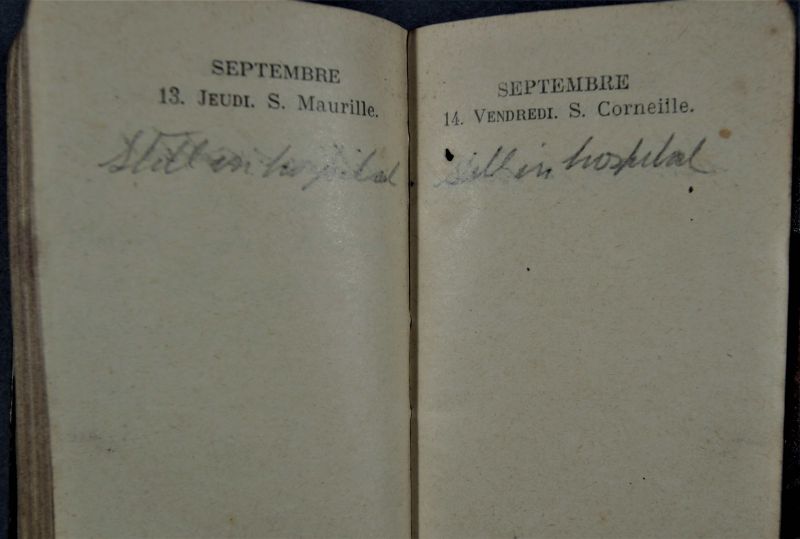 SEPTEMBRE
13. JEUDI. S. Maurille.
Still in hospital
SEPTEMBRE
14. VENDREDI. S. Corneille.
Still in hospital